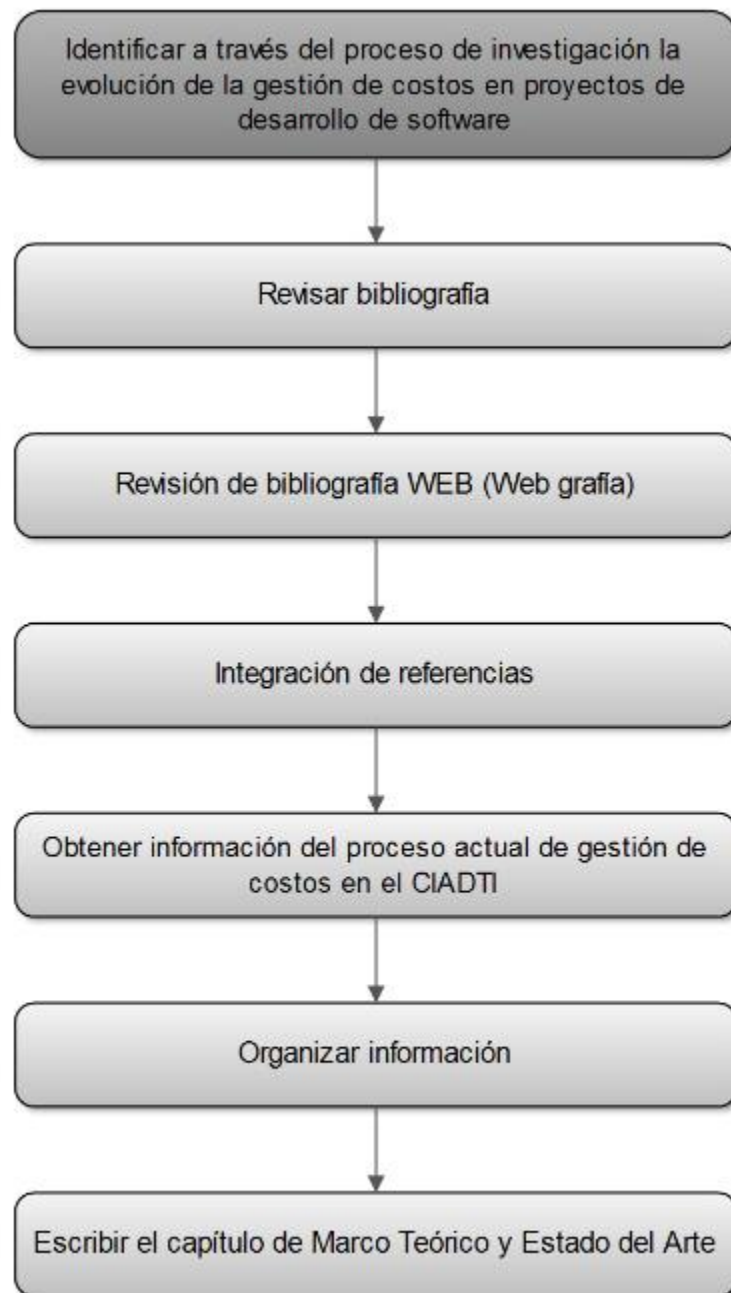 Identificar a través del proceso de investigación la
evolución de la gestión de costos en proyectos de
desarrollo de software
Revisar bibliografía
Revisión de bibliografía WEB (Web grafía)
Integración de referencias
Obtener información del proceso actual de gestión de
costos en el CIADTI
Organizar información
Escribir el capítulo de Marco Teórico y Estado del Arte